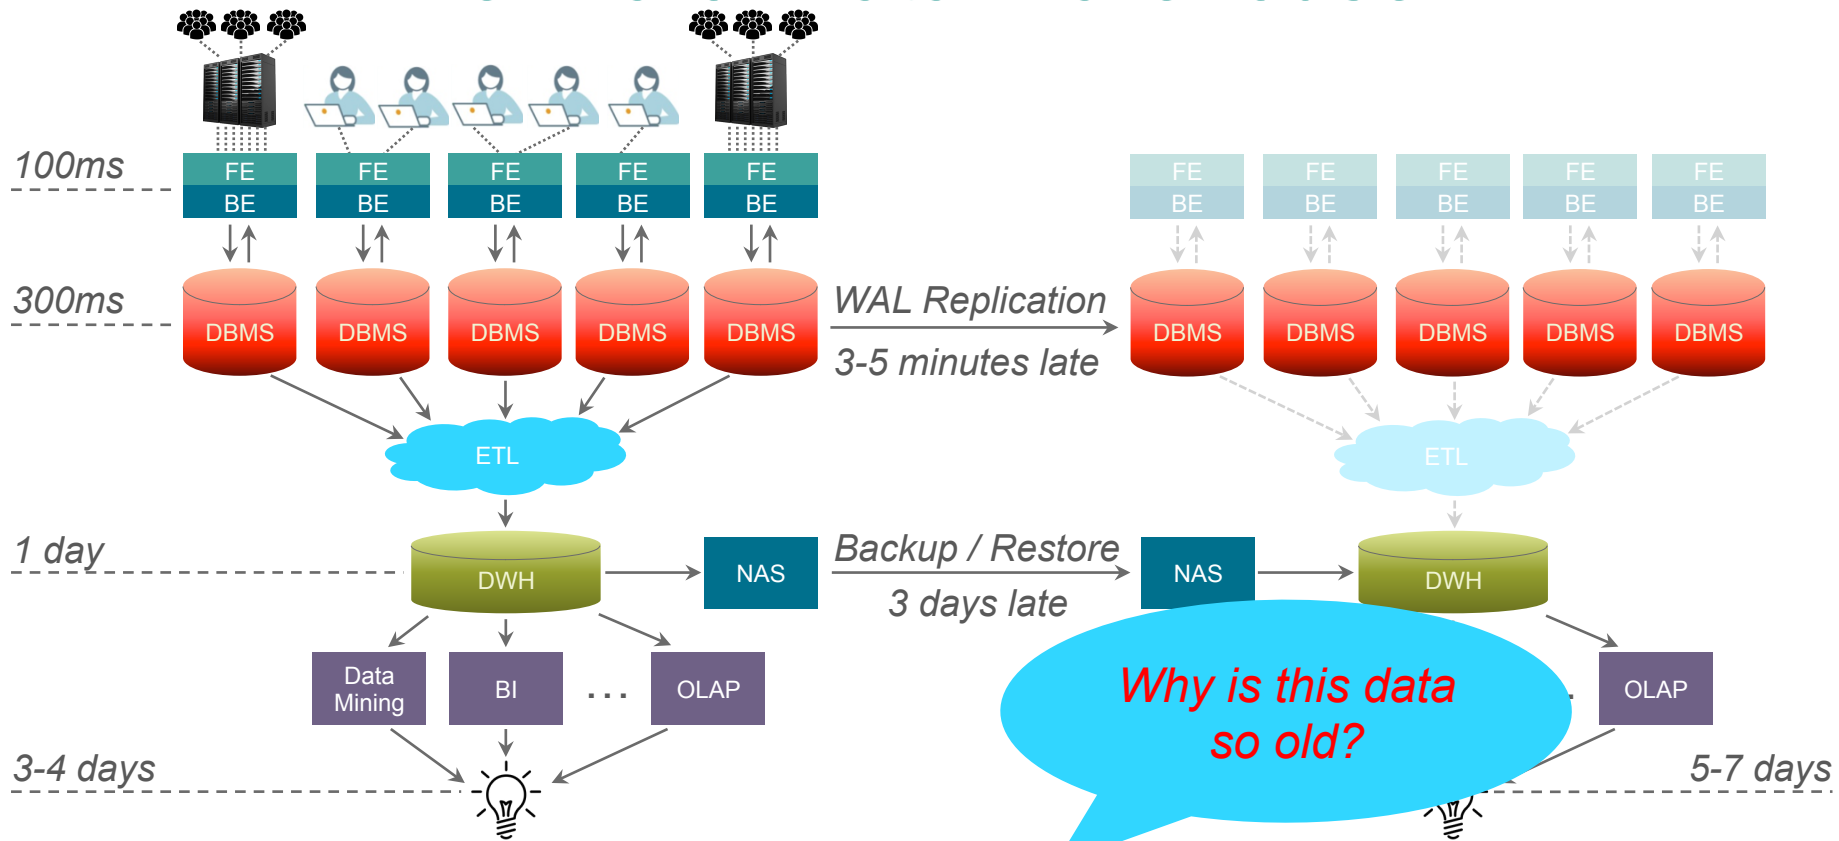 100ms
FE FE FE FE FE
BE BE BE BE BE
FE FE FE FE FE
BE BE BE BE BE
300ms
DBMS DBMS DBMS DBMS DBMS
WAL Replication
3-5 minutes late
DBMS DBMS DBMS DBMS DBMS
ETL
ETL
1 day
DWH
NAS
Backup / Restore
3 days late
NAS
DWH
Data
Mining
BI
...
OLAP
Why is this data
so old?
.
OLAP
3-4 days
5-7 days